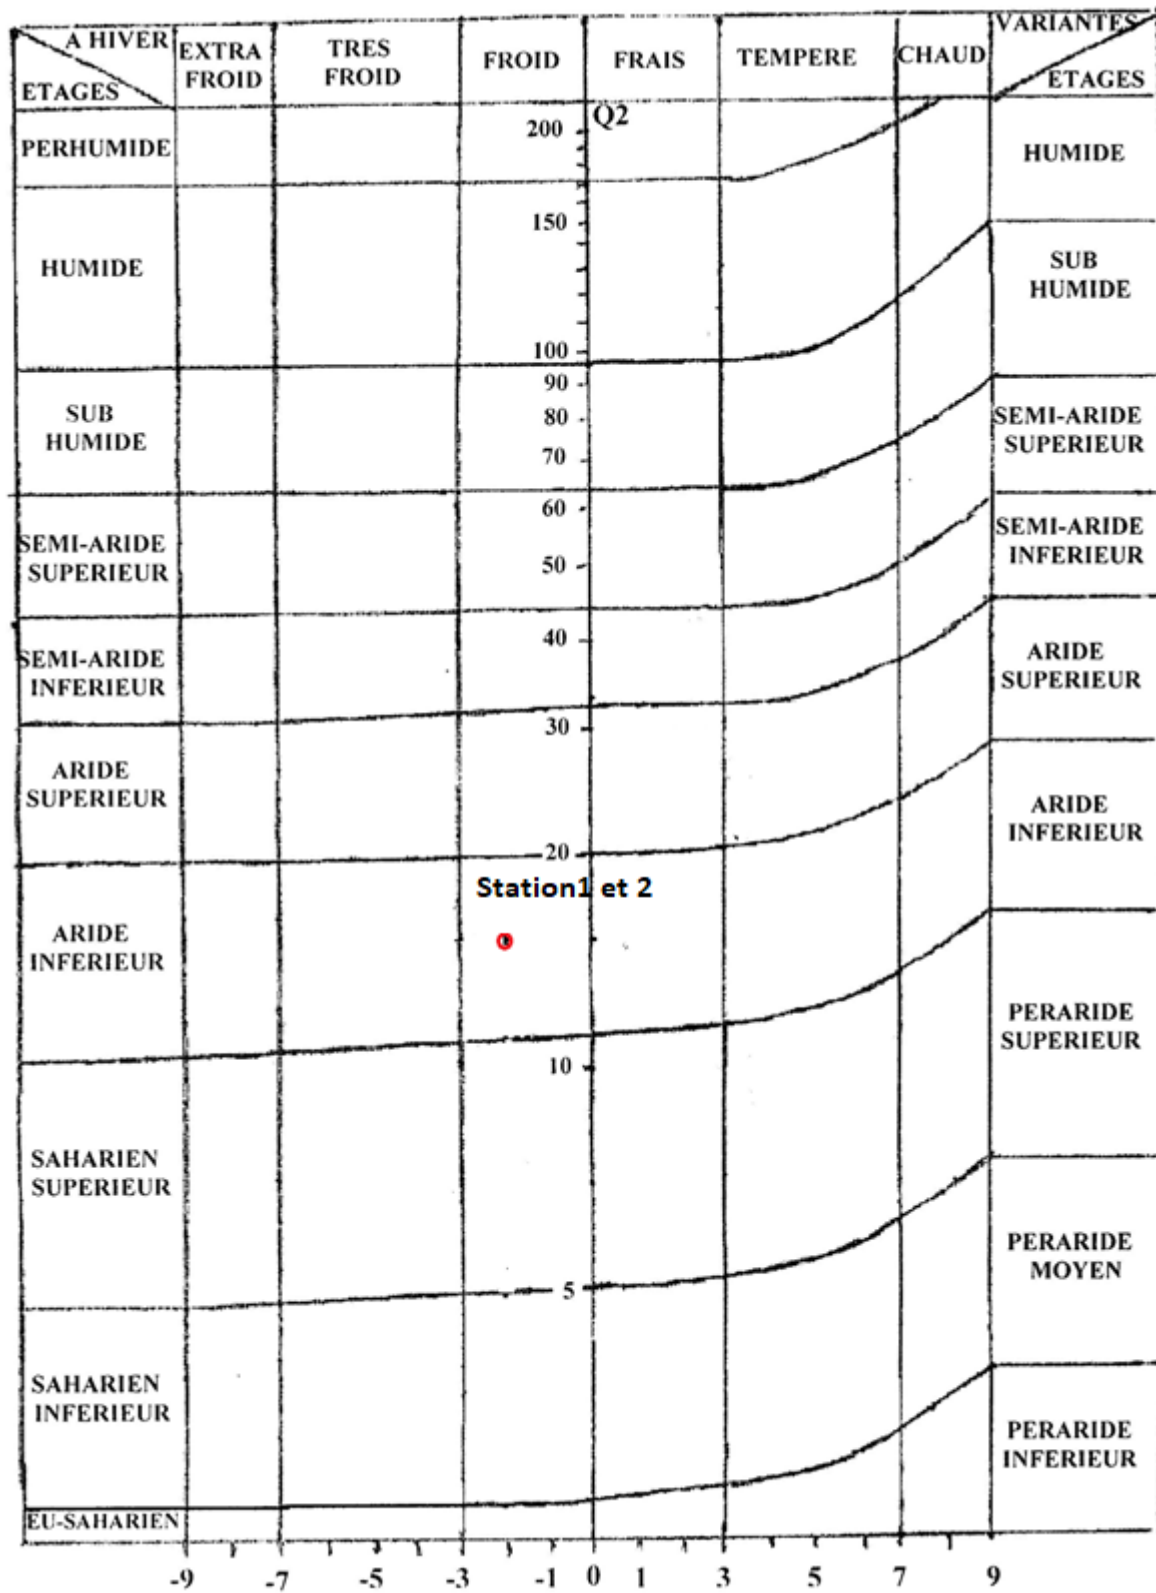 A HIVER
ETAGES
EXTRA
FROID
TRES
FROID
FROID
FRAIS
TEMPERE
CHAUD
VARIANTES
ETAGES
Q2
PERHUMIDE
HUMIDE
SUB
HUMIDE
SEMI-ARIDE
SUPERIEUR
SEMI-ARIDE
INFERIEUR
ARIDE
SUPERIEUR
ARIDE
INFERIEUR
SAHARIEN
SUPERIEUR
SAHARIEN
INFERIEUR
EU-SAHARIEN
200
150
100
90
80
70
60
50
40
30
20
10
5
Station1 et 2
HUMIDE
SUB
HUMIDE
SEMI-ARIDE
SUPERIEUR
SEMI-ARIDE
INFERIEUR
ARIDE
SUPERIEUR
ARIDE
INFERIEUR
PERARIDE
SUPERIEUR
PERARIDE
MOYEN
PERARIDE
INFERIEUR
-9 -7 -5 -3 -1 0 1 3 5 7 9